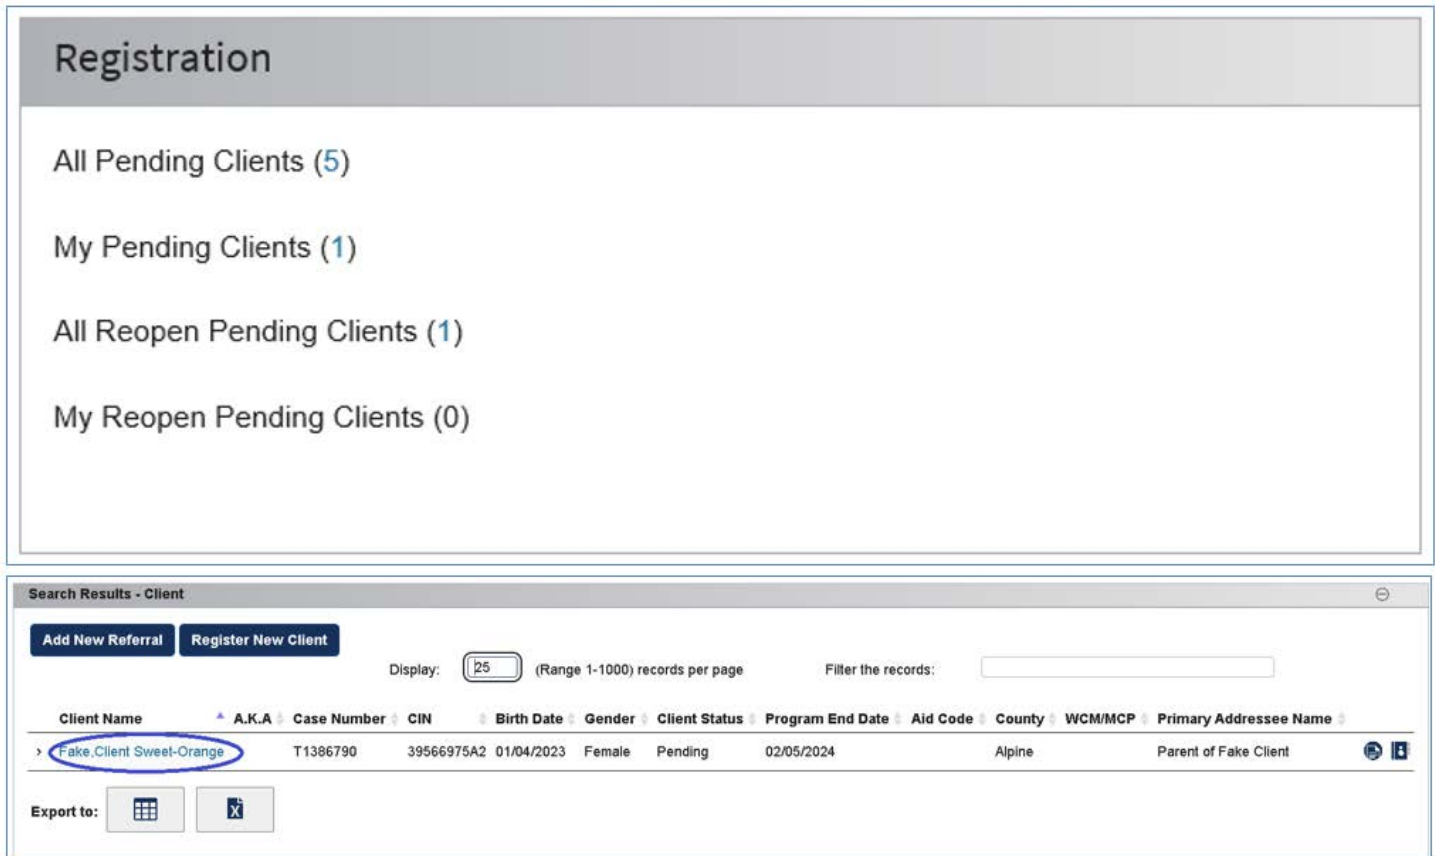 Registration
All Pending Clients (5)
My Pending Clients (1)
All Reopen Pending Clients (1)
My Reopen Pending Clients (0)
Search Results - Client
Add New Referral Register New Client
Display: 25 (Range 1-1000) records per page Filter the records:
Client Name A.K.A Case Number CIN Birth Date Gender Client Status Program End Date Aid Code County WCM/MCP Primary Addressee Name
Fake,Client Sweet-Orange T1386790 39566975A2 01/04/2023 Female Pending 02/05/2024 Alpine Parent of Fake Client
Export to: